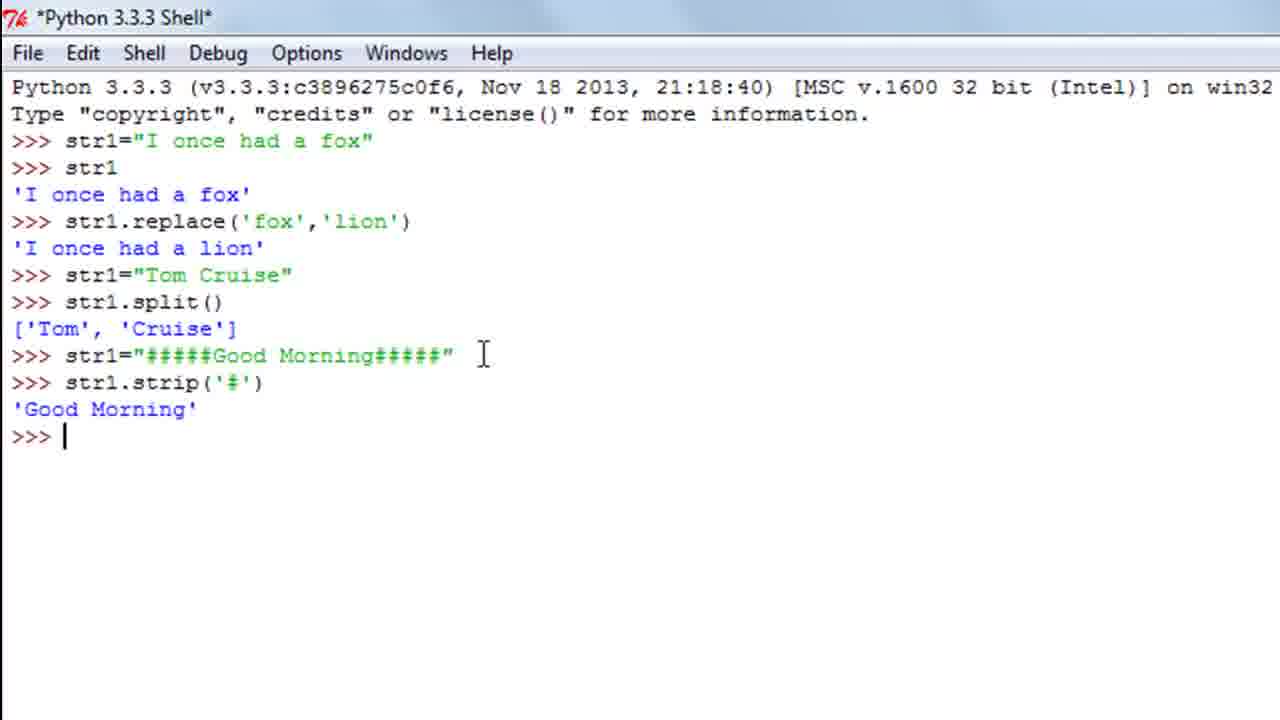 *Python 3.3.3 Shell*
File Edit Shell Debug Options Windows Help
Python 3.3.3 (v3.3.3:c3896275c0f6, Nov 18 2013, 21:18:40) [MSC v.1600 32 bit (Intel)] on win32
Type "copyright", "credits" or "license()" for more information.
>>> str1="I once had a fox"
>>> str1
'I once had a fox'
>>> str1.replace('fox','lion')
'I once had a lion'
>>> str1="Tom Cruise"
>>> str1.split()
['Tom', 'Cruise']
>>> str1="#####Good Morning#####"
>>> str1.strip('#')
'Good Morning'
>>>